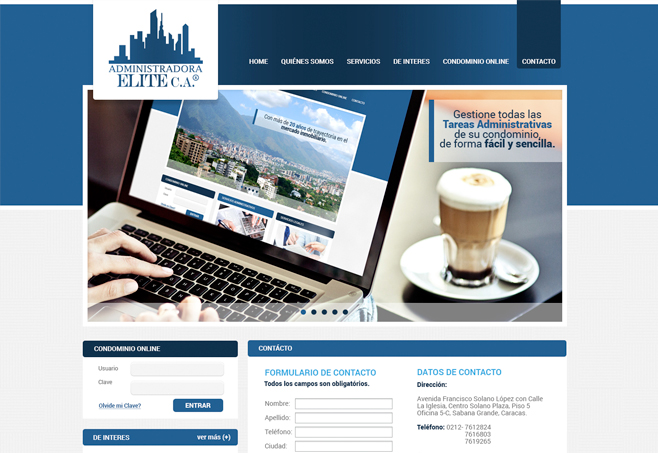 ADMINISTRADORA
ELITE C.A.®
HOME QUIÉNES SOMOS SERVICIOS DE INTERES CONDOMINIO ONLINE CONTACTO
Gestione todas las
Tareas Administrativas
de su condominio,
de forma fácil y sencilla.
CONDOMINIO ONLINE CONTACTO
Con más de 20 años de trayectoria en el
mercado inmobiliario.
CONDOMINIO ONLINE
Usuario
Clave
Olvide mi Clave? ENTRAR
DE INTERES ver más (+)
CONTÁCTO
FORMULARIO DE CONTACTO
Todos los campos son obligatórios.
Nombre:
Apellido:
Teléfono:
Ciudad:
DATOS DE CONTACTO
Dirección:
Avenida Francisco Solano López con Calle
La Iglesia, Centro Solano Plaza, Piso 5
Oficina 5-C, Sabana Grande, Caracas.
Teléfono: 0212- 7612824
7616803
7619265